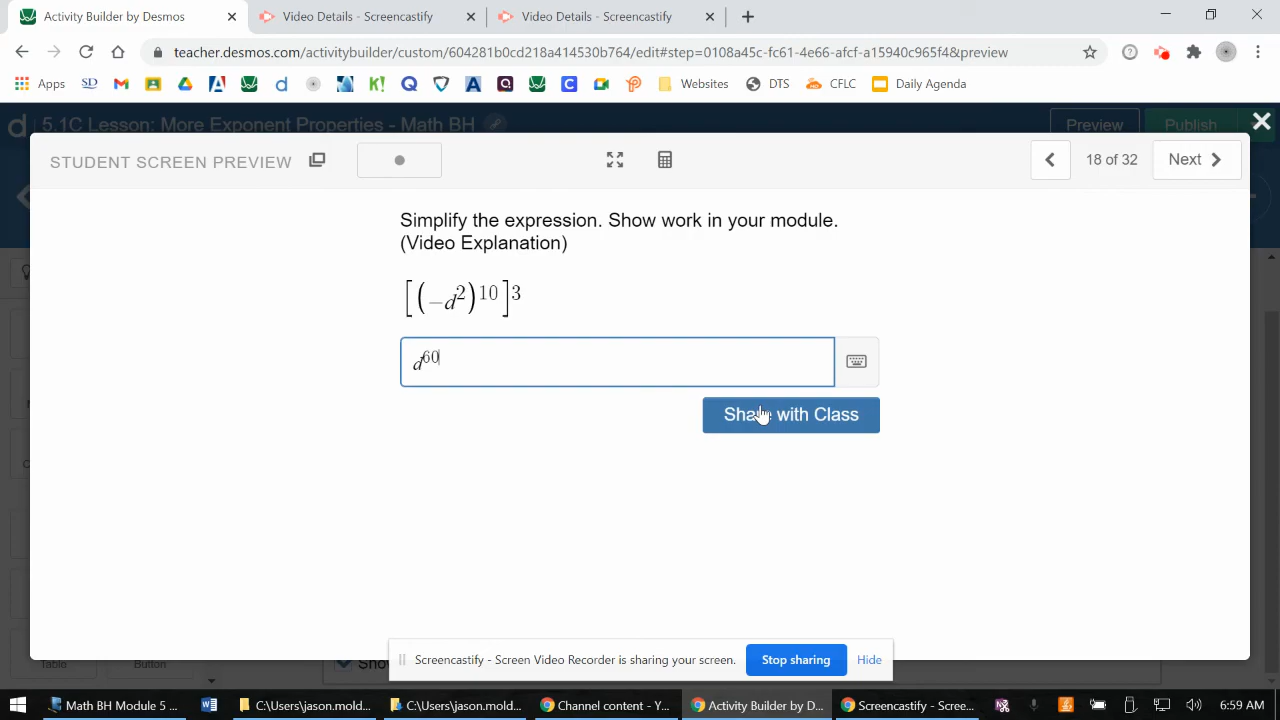 Activity Builder by Desmos
Video Details - Screencastify
Video Details - Screencastify
teacher.desmos.com/activitybuilder/custom/604281b0cd218a414530b764/edit#step=0108a45c-fc61-4e66-afcf-a15940c965f4&preview
Apps
Websites
DTS
CFLC
Daily Agenda
5.1C Lesson: More Exponent Properties - Math BH
Preview
Publish
STUDENT SCREEN PREVIEW
18 of 32
Next
Simplify the expression. Show work in your module.
(Video Explanation)
[(−d²)¹⁰]³
d⁶⁰
Share with Class
Table
Button
Sho
Screencastify - Screen Video Recorder is sharing your screen.
Stop sharing
Hide
Math BH Module 5 ...
C:\Users\jason.mold...
C:\Users\jason.mold...
Channel content - Y...
Activity Builder by D...
Screencastify - Scree...
6:59 AM